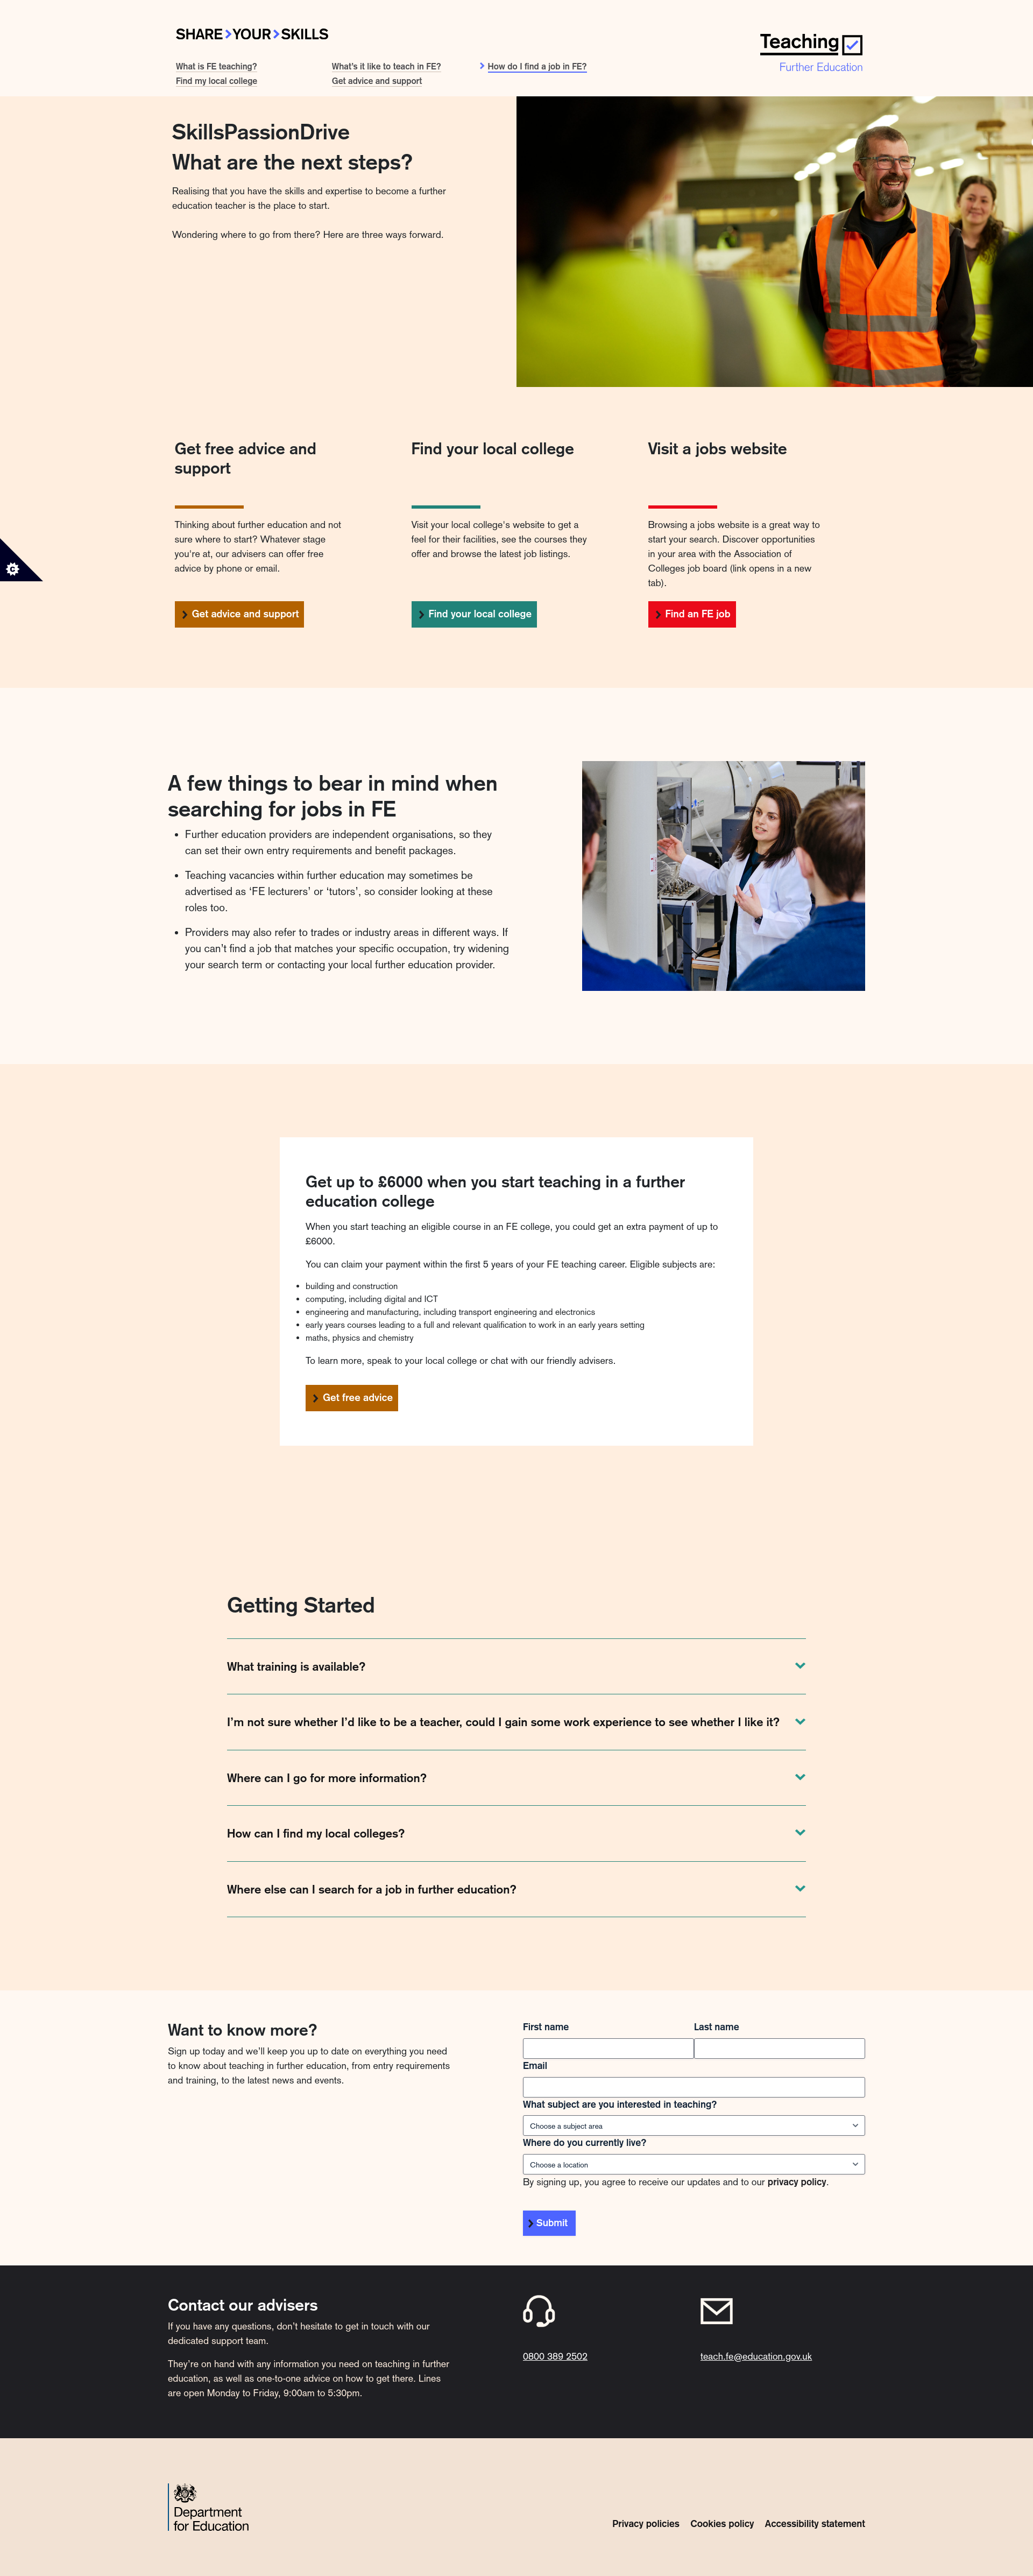 SHARE YOUR SKILLS
Teaching
Further Education
What is FE teaching?
What's it like to teach in FE?
How do I find a job in FE?
Find my local college
Get advice and support
SkillsPassionDrive
What are the next steps?
Realising that you have the skills and expertise to become a further
education teacher is the place to start.
Wondering where to go from there? Here are three ways forward.
Get free advice and
support
Thinking about further education and not
sure where to start? Whatever stage
you're at, our advisers can offer free
advice by phone or email.
Get advice and support
Find your local college
Visit your local college's website to get a
feel for their facilities, see the courses they
offer and browse the latest job listings.
Find your local college
Visit a jobs website
Browsing a jobs website is a great way to
start your search. Discover opportunities
in your area with the Association of
Colleges job board (link opens in a new
tab).
Find an FE job
A few things to bear in mind when
searching for jobs in FE
• Further education providers are independent organisations, so they
can set their own entry requirements and benefit packages.
• Teaching vacancies within further education may sometimes be
advertised as ‘FE lecturers’ or ‘tutors’, so consider looking at these
roles too.
• Providers may also refer to trades or industry areas in different ways. If
you can’t find a job that matches your specific occupation, try widening
your search term or contacting your local further education provider.
Get up to £6000 when you start teaching in a further
education college
When you start teaching an eligible course in an FE college, you could get an extra payment of up to
£6000.
You can claim your payment within the first 5 years of your FE teaching career. Eligible subjects are:
• building and construction
• computing, including digital and ICT
• engineering and manufacturing, including transport engineering and electronics
• early years courses leading to a full and relevant qualification to work in an early years setting
• maths, physics and chemistry
To learn more, speak to your local college or chat with our friendly advisers.
Get free advice
Getting Started
What training is available?
I’m not sure whether I’d like to be a teacher, could I gain some work experience to see whether I like it?
Where can I go for more information?
How can I find my local colleges?
Where else can I search for a job in further education?
Want to know more?
Sign up today and we’ll keep you up to date on everything you need
to know about teaching in further education, from entry requirements
and training, to the latest news and events.
First name
Last name
Email
What subject are you interested in teaching?
Choose a subject area
Where do you currently live?
Choose a location
By signing up, you agree to receive our updates and to our privacy policy.
Submit
Contact our advisers
If you have any questions, don’t hesitate to get in touch with our
dedicated support team.
They’re on hand with any information you need on teaching in further
education, as well as one-to-one advice on how to get there. Lines
are open Monday to Friday, 9:00am to 5:30pm.
0800 389 2502
teach.fe@education.gov.uk
Department
for Education
Privacy policies
Cookies policy
Accessibility statement